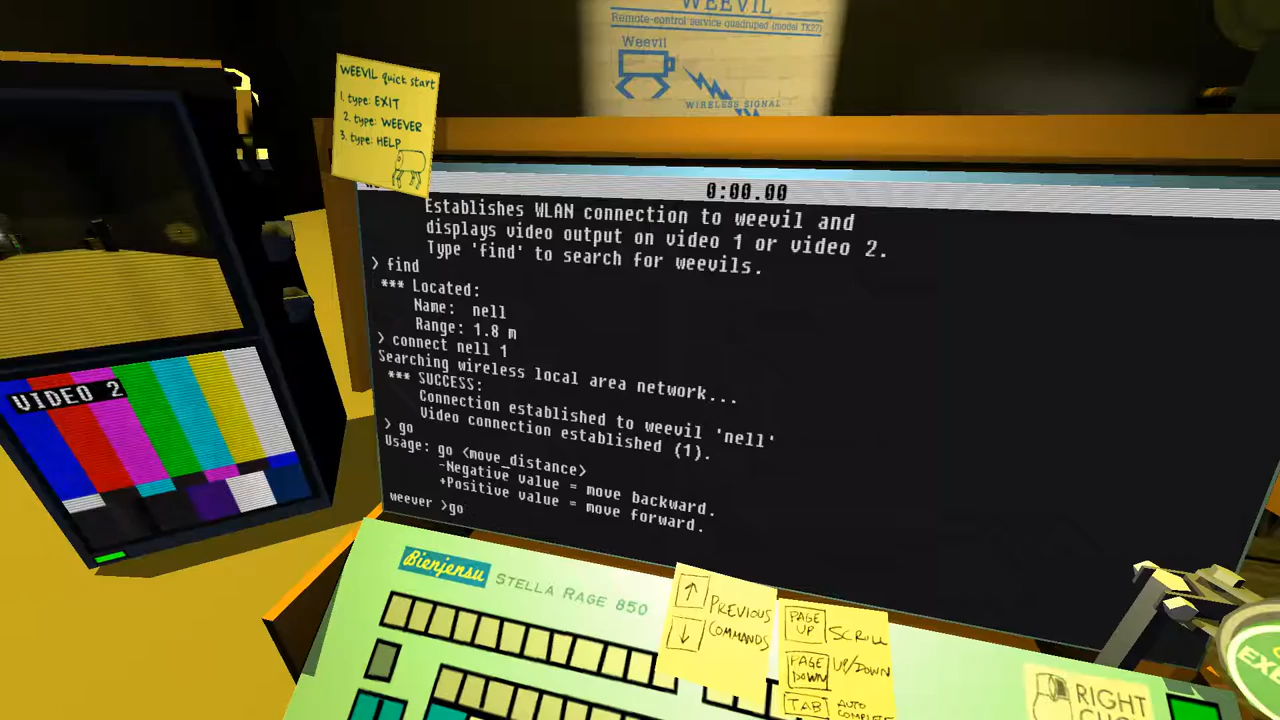 WEEVIL
Remote-control service quadruped (model TK27)
Weevil
WIRELESS SIGNAL
WEEVIL quick start
1. type: EXIT
2. type: WEEVER
3. type: HELP
0:00.00
Establishes WLAN connection to weevil and
displays video output on video 1 or video 2.
Type 'find' to search for weevils.
> find
*** Located:
Name: nell
Range: 1.8 m
> connect nell 1
Searching wireless local area network...
*** SUCCESS:
Connection established to weevil 'nell'
Video connection established (1).
> go
Usage: go <move_distance>
-Negative value = move backward.
+Positive value = move forward.
weever >go
VIDEO 2
Bienjensu
STELLA RAGE 850
↑ PREVIOUS
↓ COMMANDS
PAGE UP SCROLL
PAGE DOWN UP/DOWN
TAB AUTO COMPLETE
RIGHT